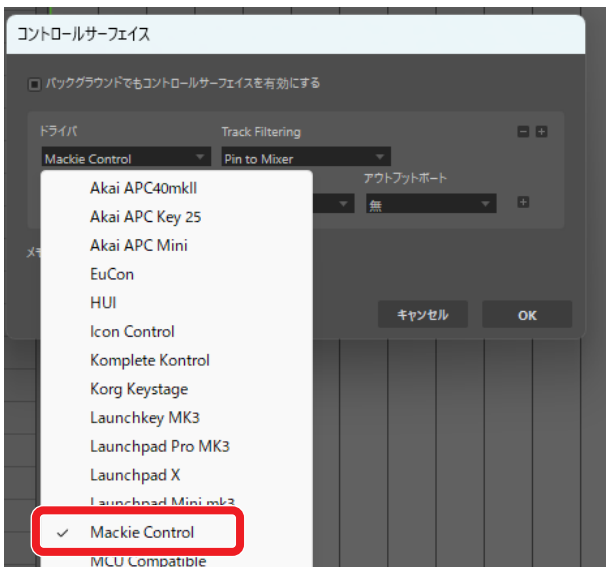 コントロールサーフェイス
バックグラウンドでもコントロールサーフェイスを有効にする
ドライバ
Track Filtering
Mackie Control
Pin to Mixer
アウトプットポート
無
メモ
Akai APC40mkII
Akai APC Key 25
Akai APC Mini
EuCon
HUI
Icon Control
Komplete Kontrol
Korg Keystage
Launchkey MK3
Launchpad Pro MK3
Launchpad X
Launchpad Mini mk3
Mackie Control
MCU Compatible
キャンセル
OK